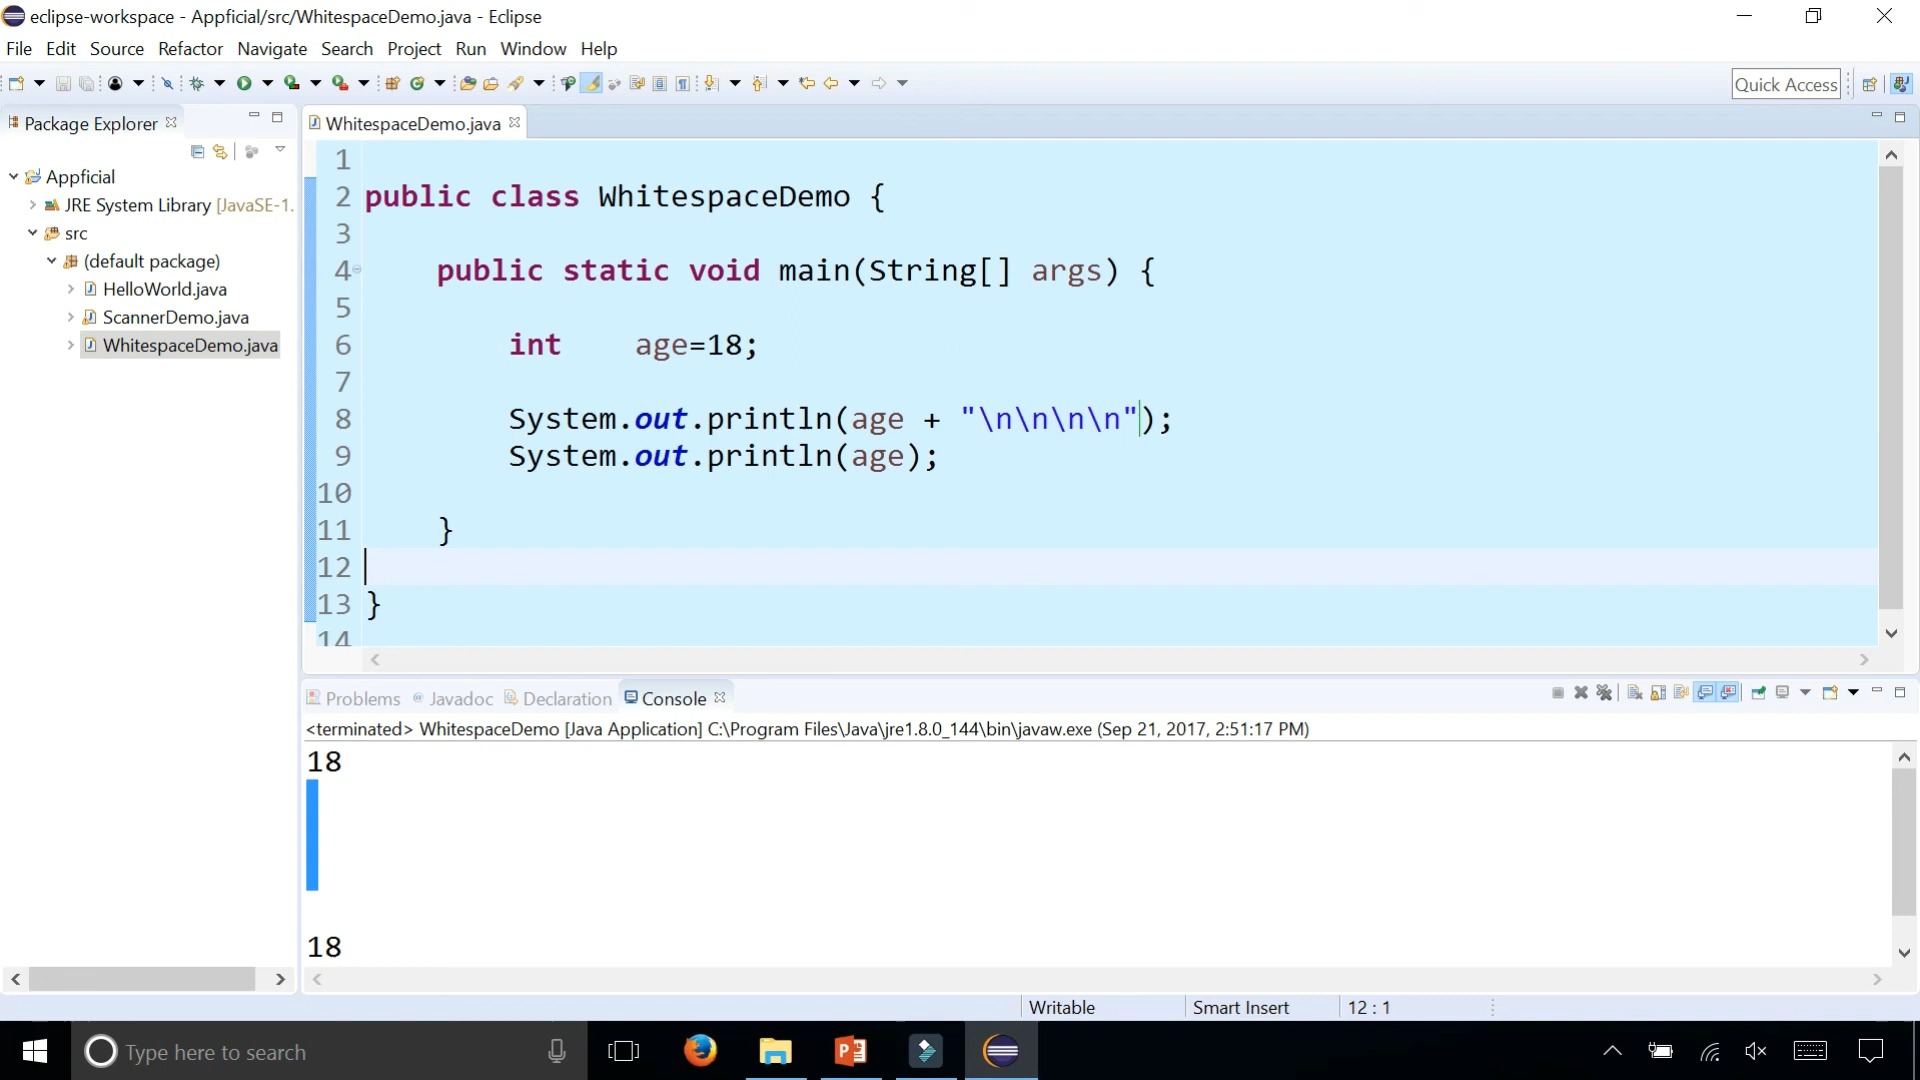 eclipse-workspace - Appficial/src/WhitespaceDemo.java - Eclipse
File Edit Source Refactor Navigate Search Project Run Window Help
Quick Access
Package Explorer
WhitespaceDemo.java
Appficial
JRE System Library [JavaSE-1.
src
(default package)
HelloWorld.java
ScannerDemo.java
WhitespaceDemo.java
1
2 public class WhitespaceDemo {
3
4 public static void main(String[] args) {
5
6 int    age=18;
7
8 System.out.println(age + "\n\n\n\n");
9 System.out.println(age);
10
11 }
12
13 }
14
Problems Javadoc Declaration Console
<terminated> WhitespaceDemo [Java Application] C:\Program Files\Java\jre1.8.0_144\bin\javaw.exe (Sep 21, 2017, 2:51:17 PM)
18
18
Writable Smart Insert 12 : 1
Type here to search